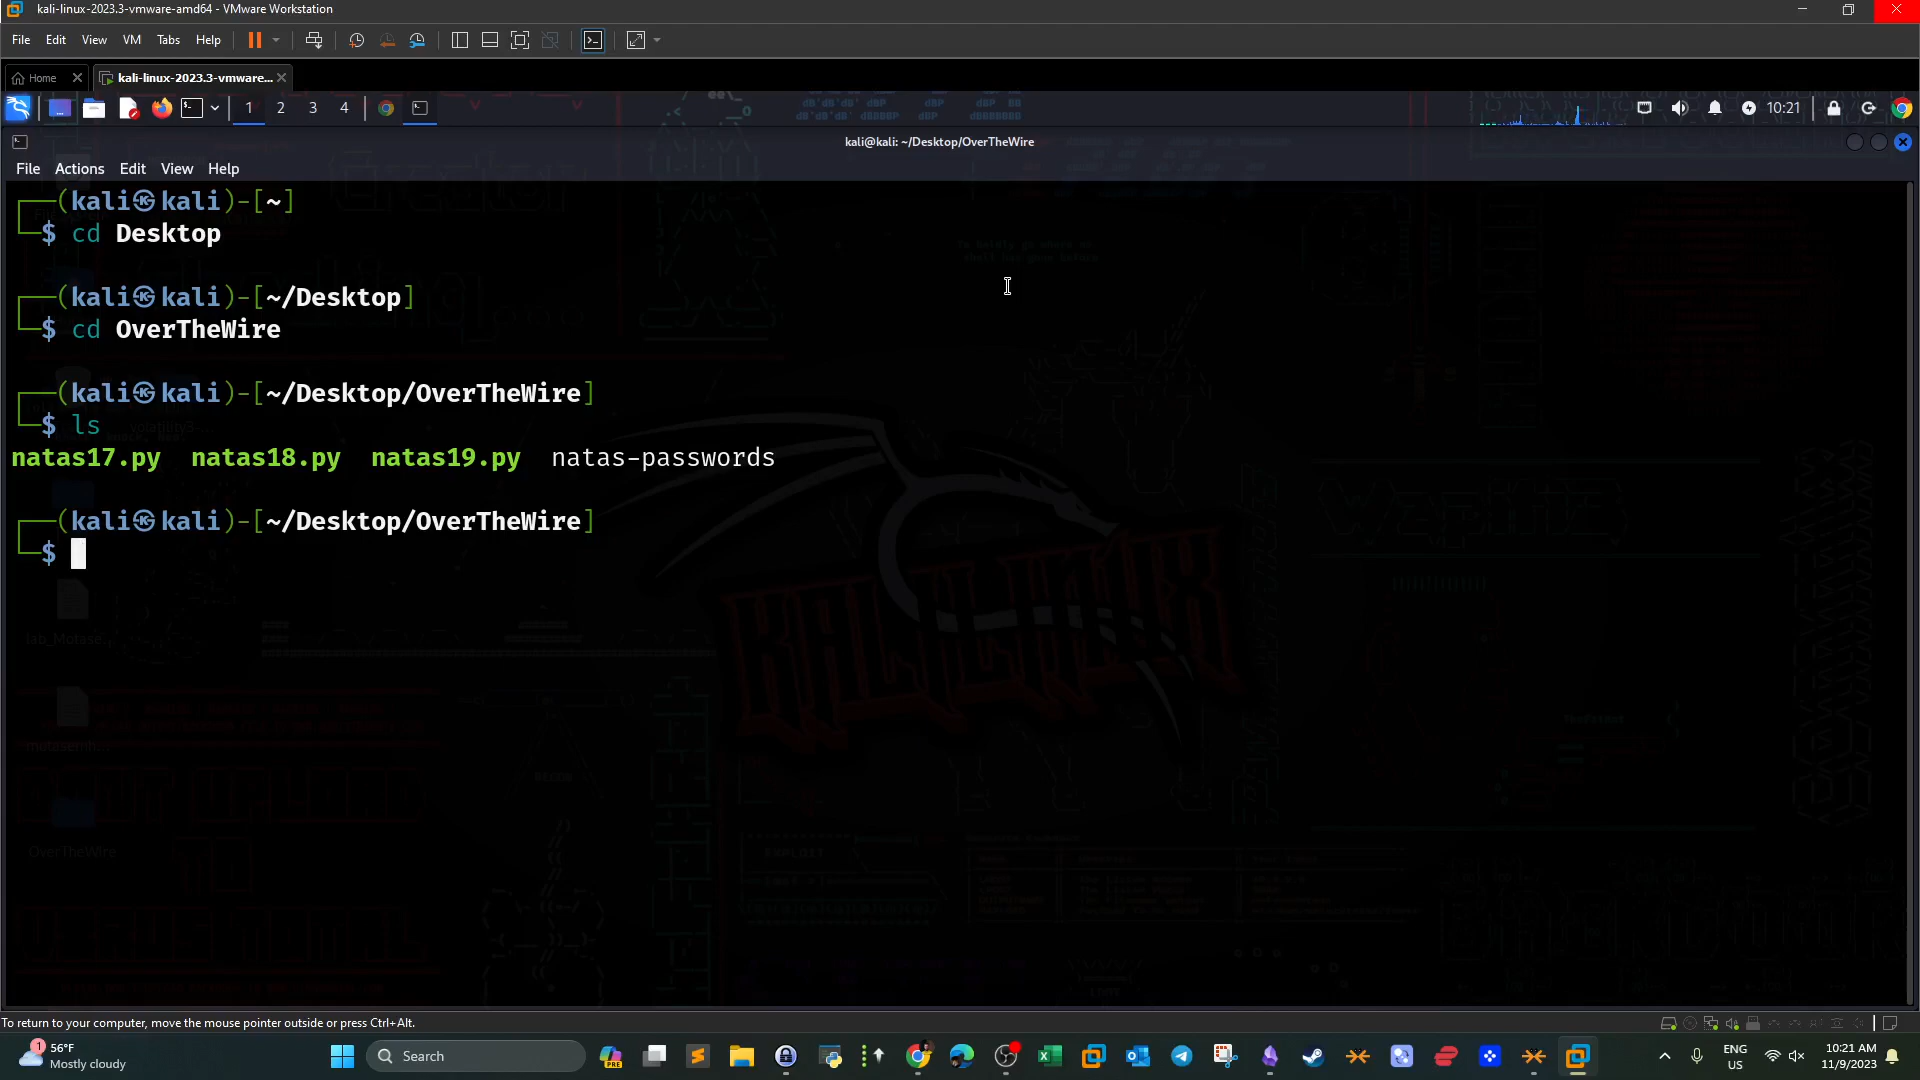 kali-linux-2023.3-vmware-amd64 - VMware Workstation
File Edit View VM Tabs Help
Home kali-linux-2023.3-vmware...
1 2 3 4 10:21
kali@kali: ~/Desktop/OverTheWire
File Actions Edit View Help
(kali㉿kali)-[~]
$ cd Desktop
(kali㉿kali)-[~/Desktop]
$ cd OverTheWire
(kali㉿kali)-[~/Desktop/OverTheWire]
$ ls
natas17.py natas18.py natas19.py natas-passwords
(kali㉿kali)-[~/Desktop/OverTheWire]
$
lab_Motase...
OverTheWire
To return to your computer, move the mouse pointer outside or press Ctrl+Alt.
1 56°F
Mostly cloudy
Search
PRE
ENG
US
10:21 AM
11/9/2023